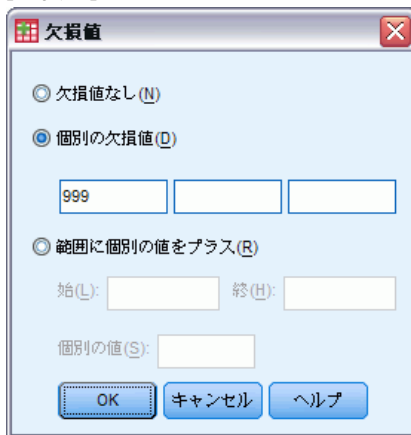 欠損値
欠損値なし(N)
個別の欠損値(D)
999
範囲に個別の値をプラス(R)
始(L): 終(H):
個別の値(S):
OK キャンセル ヘルプ